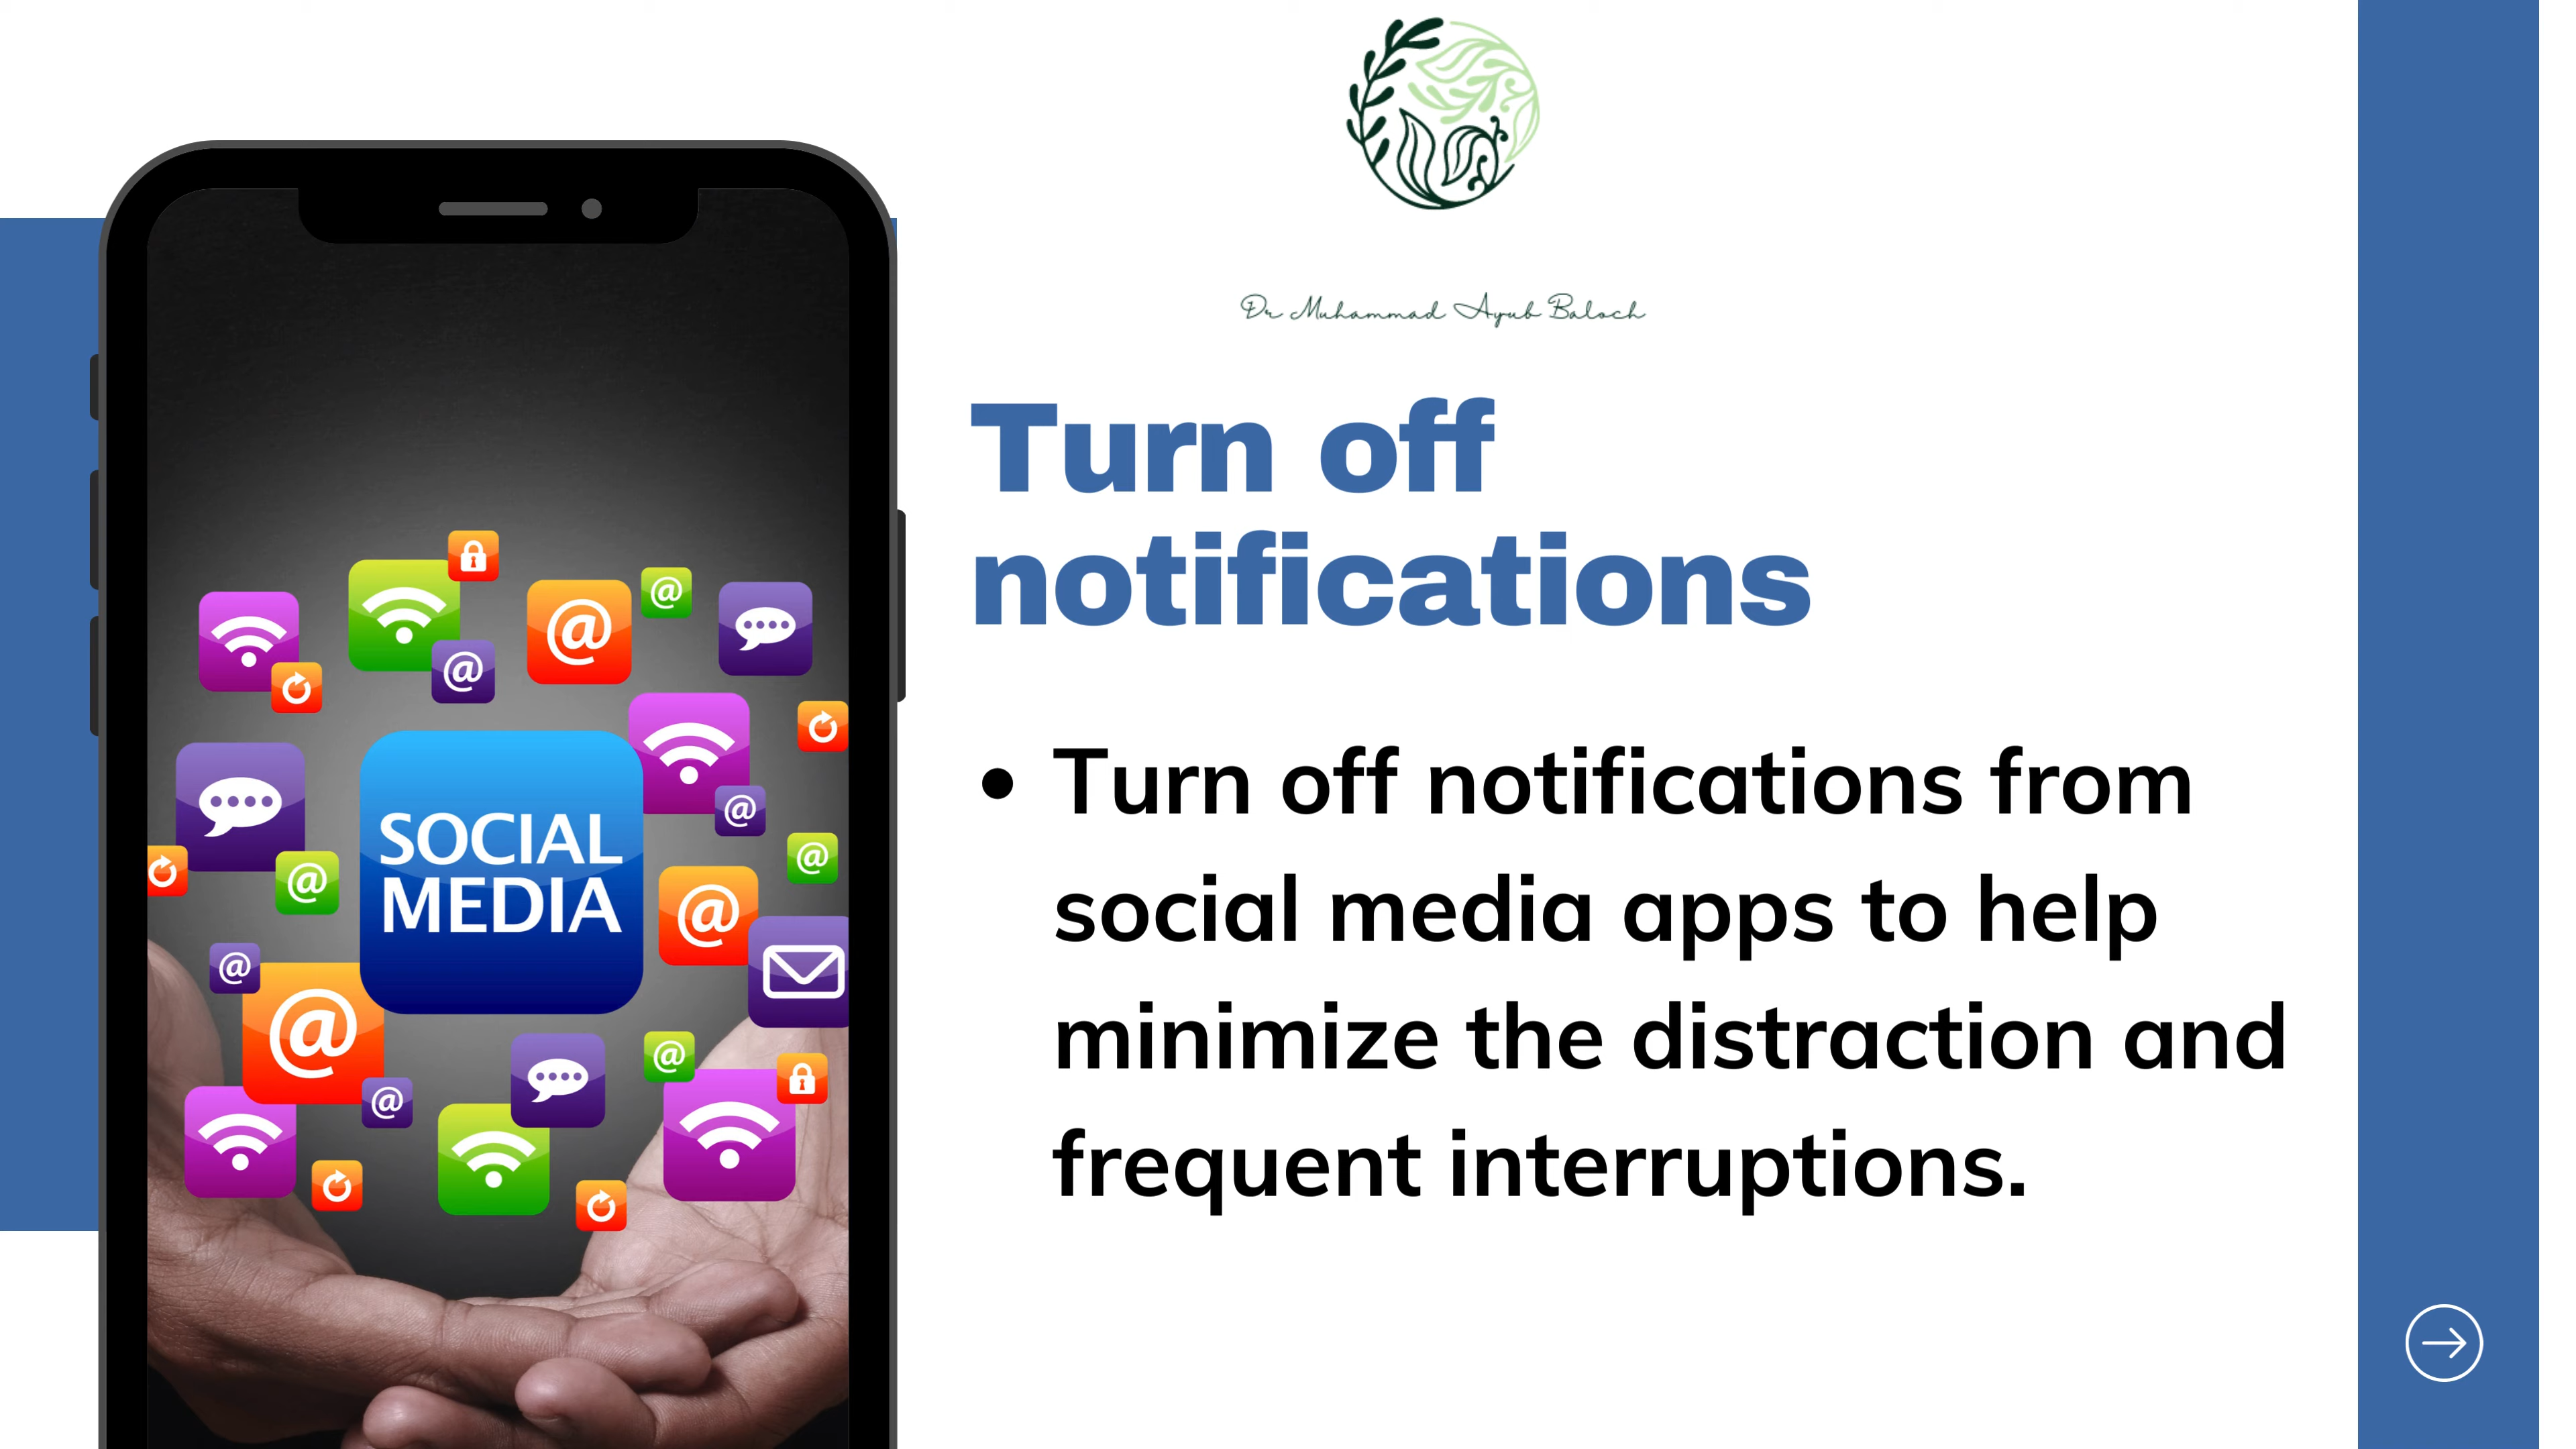 Dr Muhammad Ayub Baloch
Turn off
notifications
• Turn off notifications from
social media apps to help
minimize the distraction and
frequent interruptions.
SOCIAL
MEDIA